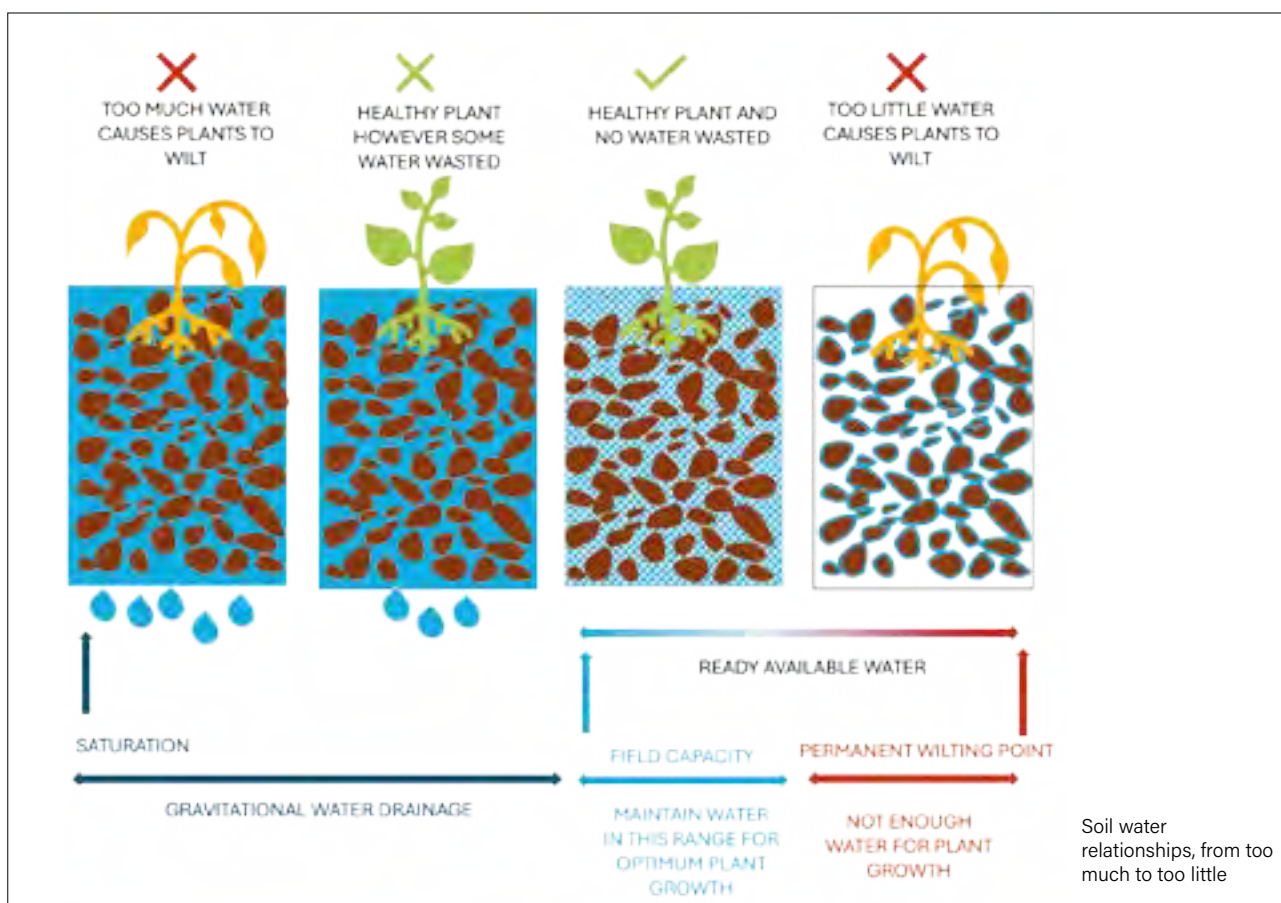 TOO MUCH WATER
CAUSES PLANTS TO
WILT
HEALTHY PLANT
HOWEVER SOME
WATER WASTED
HEALTHY PLANT AND
NO WATER WASTED
TOO LITTLE WATER
CAUSES PLANTS TO
WILT
READY AVAILABLE WATER
SATURATION
FIELD CAPACITY
PERMANENT WILTING POINT
GRAVITATIONAL WATER DRAINAGE
MAINTAIN WATER
IN THIS RANGE FOR
OPTIMUM PLANT
GROWTH
NOT ENOUGH
WATER FOR PLANT
GROWTH
Soil water
relationships, from too
much to too little